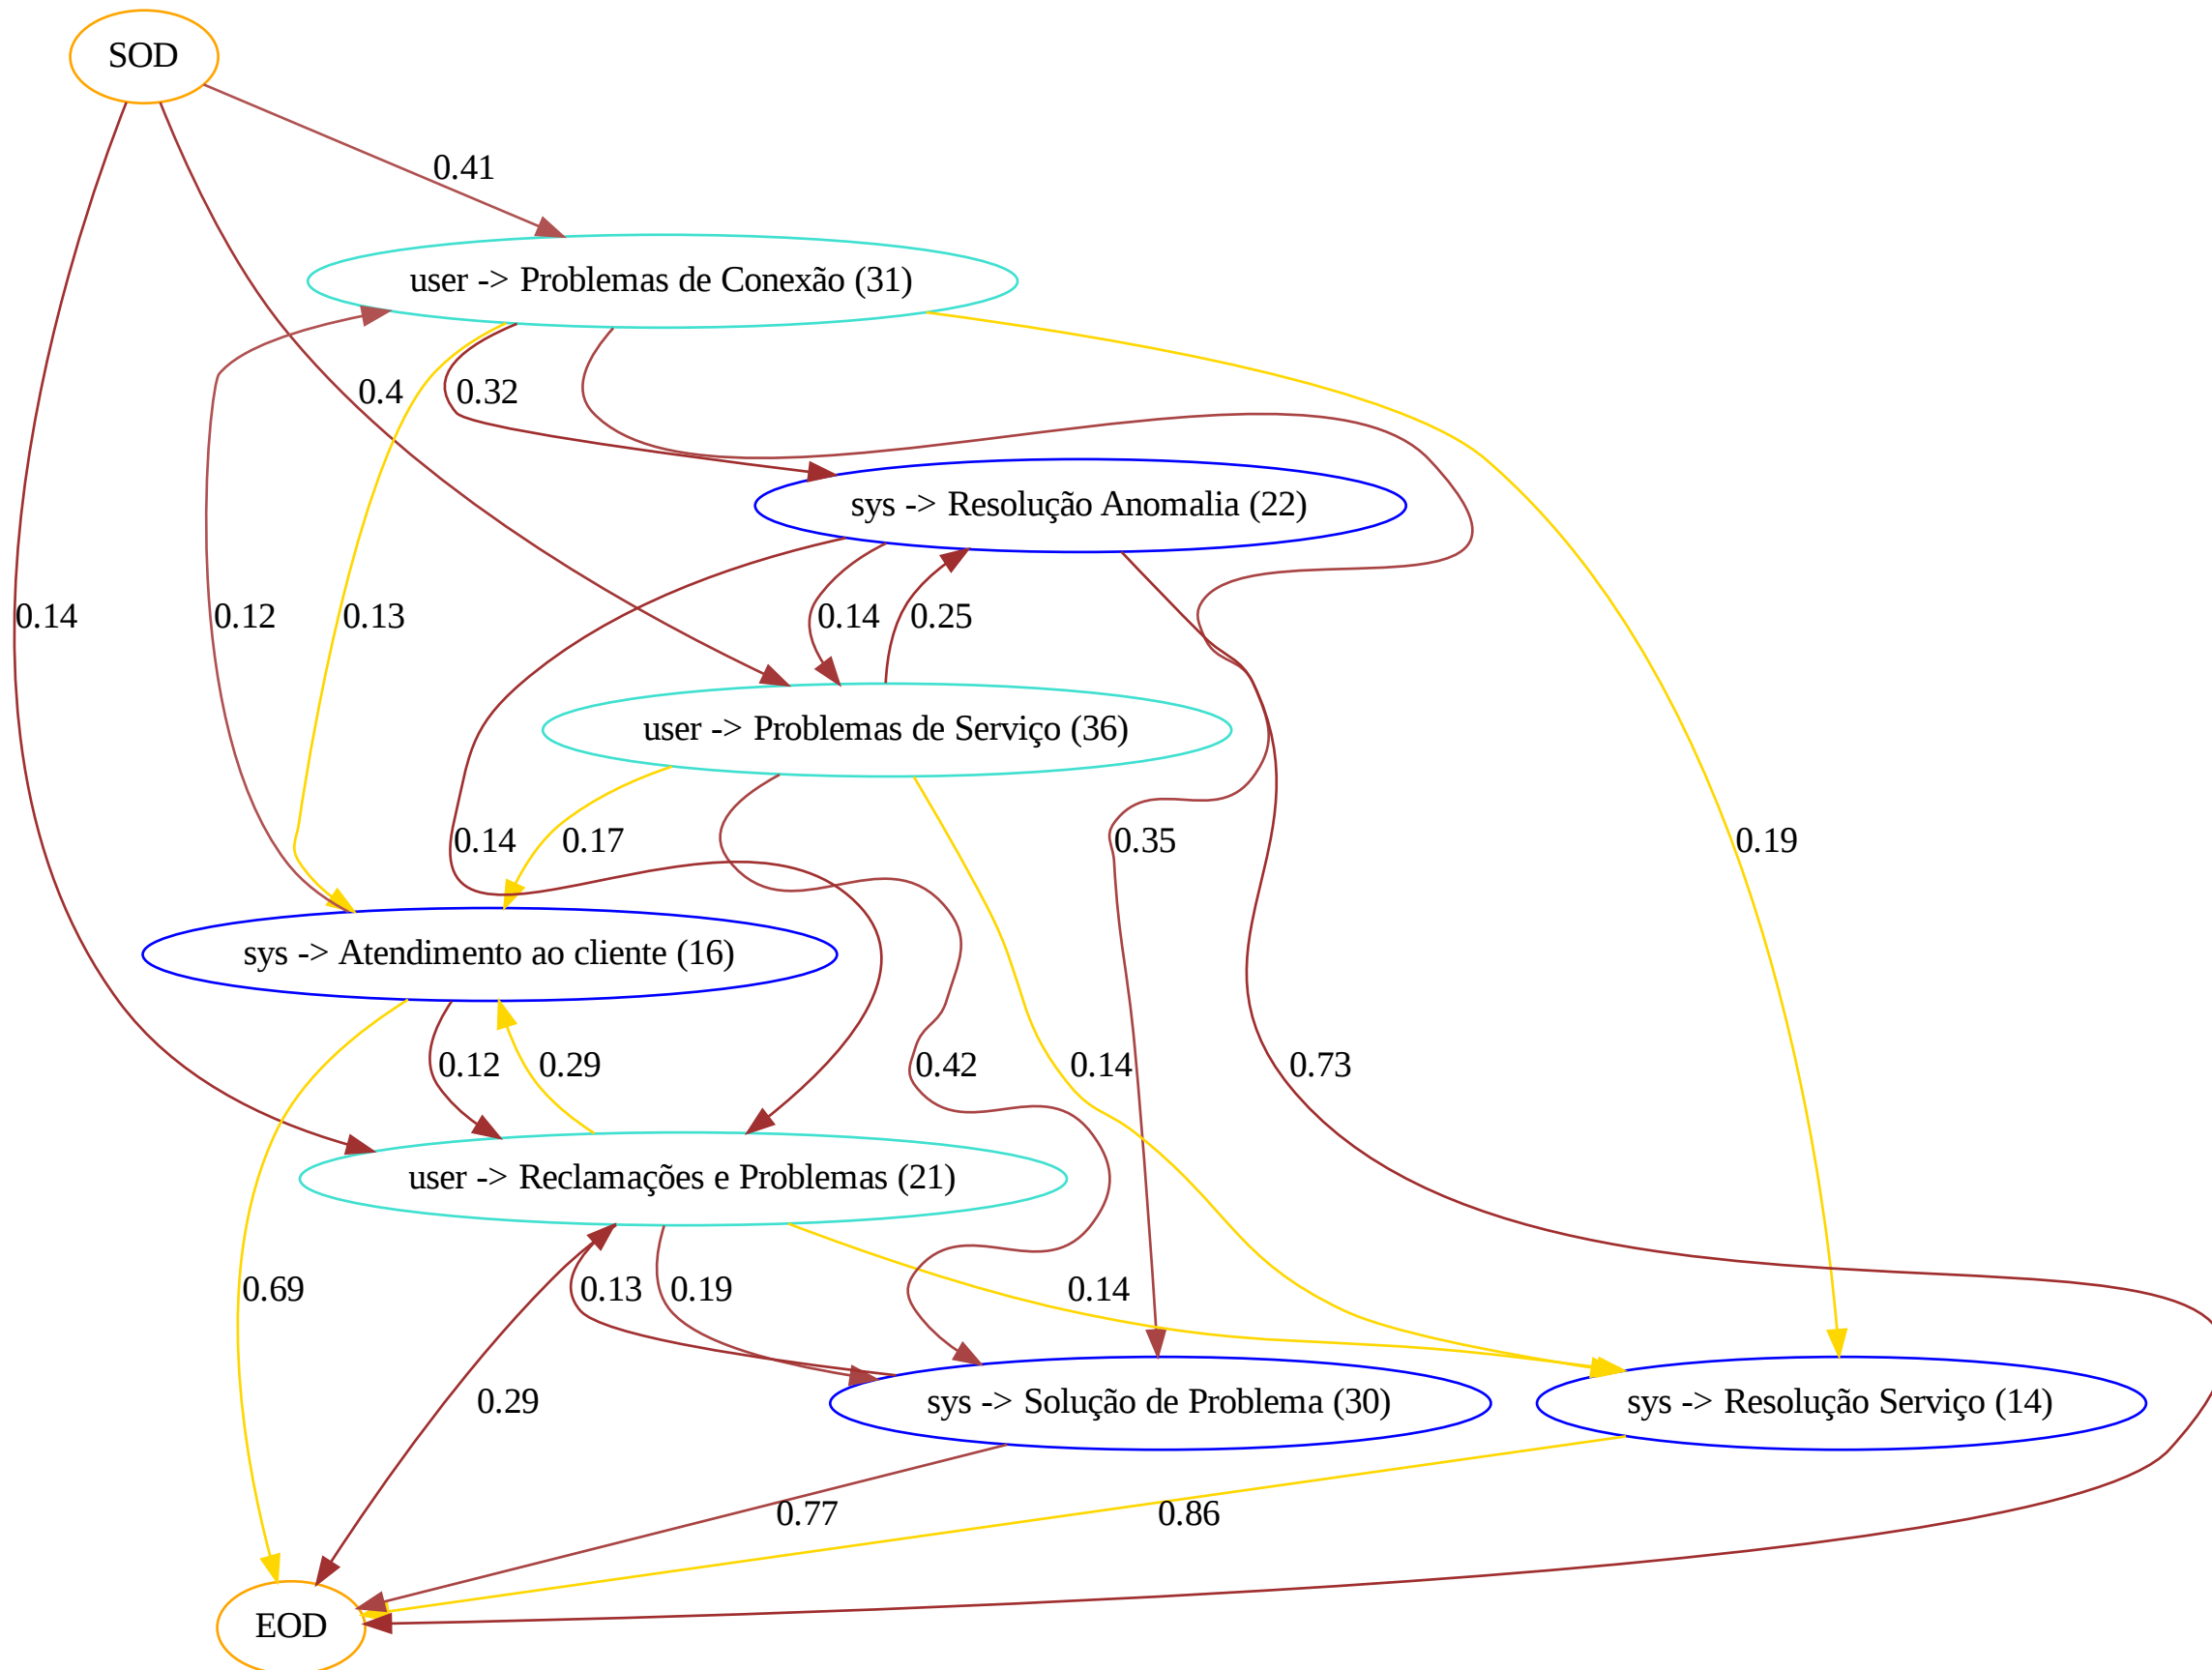 SOD
0.41
user -> Problemas de Conexão (31)
0.4
0.32
sys -> Resolução Anomalia (22)
0.14
0.12
0.13
0.14
0.25
user -> Problemas de Serviço (36)
0.14
0.17
0.35
0.19
sys -> Atendimento ao cliente (16)
0.12
0.29
0.42
0.14
0.73
user -> Reclamações e Problemas (21)
0.69
0.13
0.19
0.14
0.29
sys -> Solução de Problema (30)
sys -> Resolução Serviço (14)
0.77
0.86
EOD